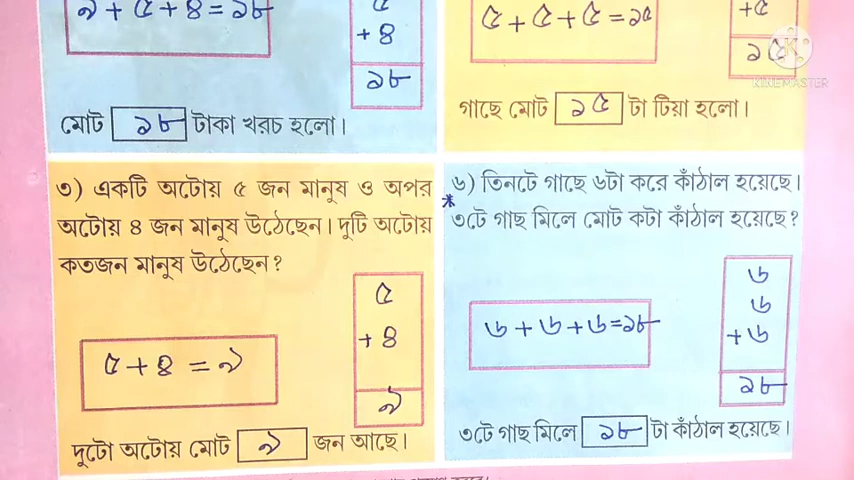 ৯ + ৫ + ৪ = ১৮
৫
+ ৪
১৮
মোট ১৮ টাকা খরচ হলো।
৫ + ৫ + ৫ = ১৫
+ ৫
১৫
গাছে মোট ১৫ টা টিয়া হলো।
KINEMASTER
৩) একটি অটোয় ৫ জন মানুষ ও অপর
অটোয় ৪ জন মানুষ উঠেছেন। দুটি অটোয়
কতজন মানুষ উঠেছেন?
৫
+ ৪
৯
৫ + ৪ = ৯
দুটো অটোয় মোট ৯ জন আছে।
৬) তিনটে গাছে ৬টা করে কাঁঠাল হয়েছে।
* ৩টে গাছ মিলে মোট কটা কাঁঠাল হয়েছে?
৬
৬
+ ৬
১৮
৬ + ৬ + ৬ = ১৮
৩টে গাছ মিলে ১৮ টা কাঁঠাল হয়েছে।